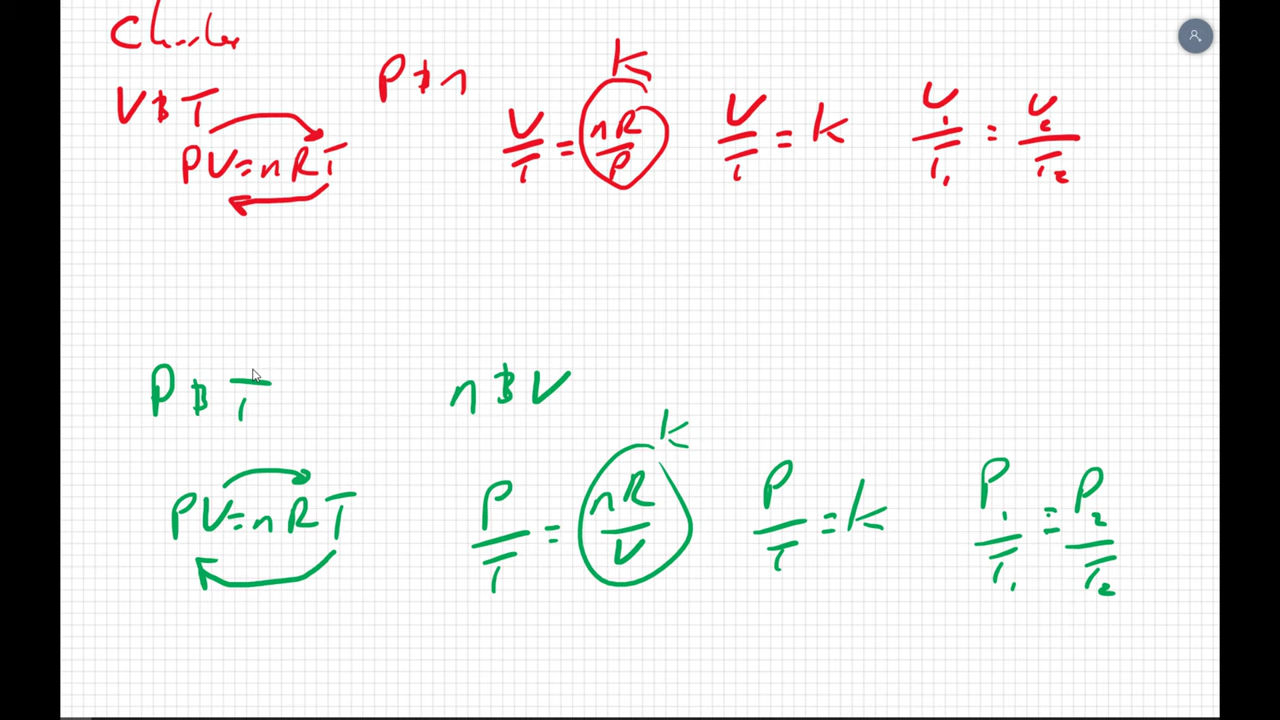 V & T
P & n
k
PV=nRT
V/T = nR/P
V/T = k
V₁/T₁ = V₂/T₂
P & T
n & V
k
PV=nRT
P/T = nR/V
P/T = k
P₁/T₁ = P₂/T₂